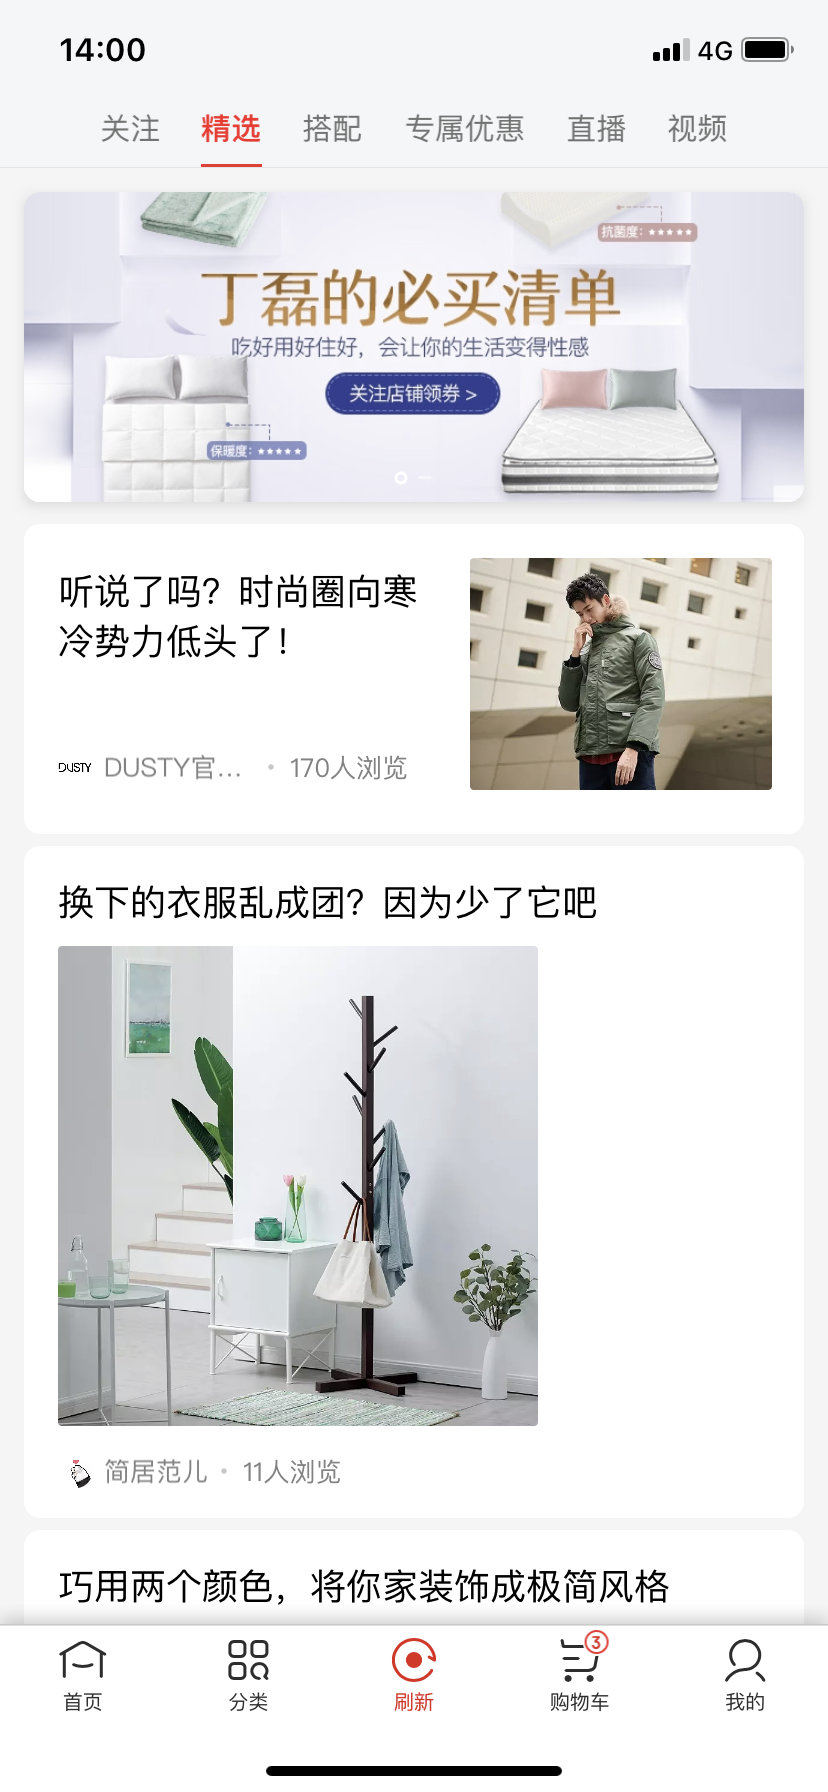 14:00
4G
关注 精选 搭配 专属优惠 直播 视频
抗菌度：★★★★★
丁磊的必买清单
吃好用好住好，会让你的生活变得性感
关注店铺领券 >
保暖度：★★★★★
听说了吗？时尚圈向寒
冷势力低头了！
DUSTY DUSTY官... • 170人浏览
换下的衣服乱成团？因为少了它吧
简居范儿 • 11人浏览
巧用两个颜色，将你家装饰成极简风格
3
首页 分类 刷新 购物车 我的